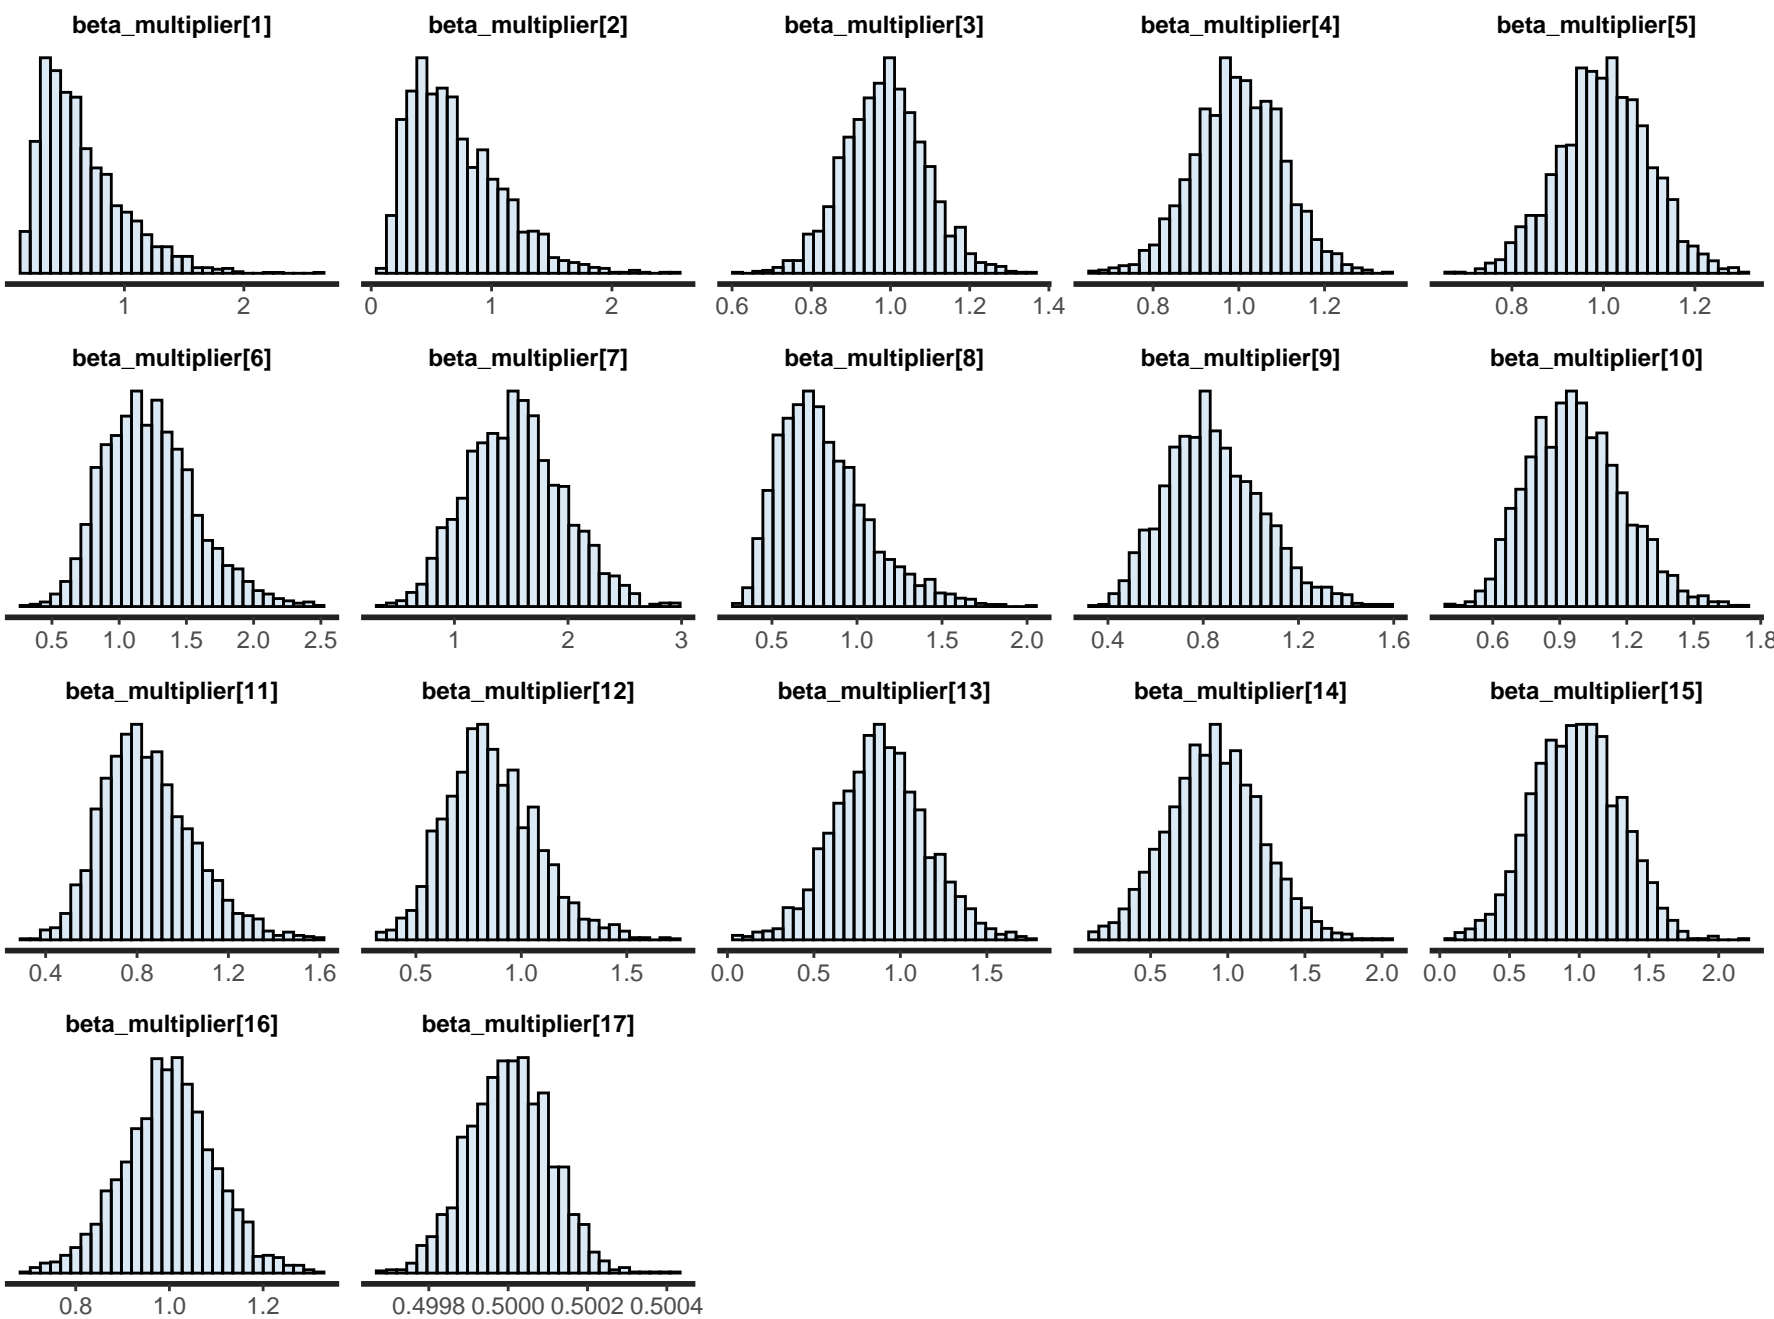 beta_multiplier[1] beta_multiplier[2] beta_multiplier[3] beta_multiplier[4] beta_multiplier[5]
1 2 0 1 2 0.6 0.8 1.0 1.2 1.4 0.8 1.0 1.2 0.8 1.0 1.2
beta_multiplier[6] beta_multiplier[7] beta_multiplier[8] beta_multiplier[9] beta_multiplier[10]
0.5 1.0 1.5 2.0 2.5 1 2 3 0.5 1.0 1.5 2.0 0.4 0.8 1.2 1.6 0.6 0.9 1.2 1.5 1.8
beta_multiplier[11] beta_multiplier[12] beta_multiplier[13] beta_multiplier[14] beta_multiplier[15]
0.4 0.8 1.2 1.6 0.5 1.0 1.5 0.0 0.5 1.0 1.5 0.5 1.0 1.5 2.0 0.0 0.5 1.0 1.5 2.0
beta_multiplier[16] beta_multiplier[17]
0.8 1.0 1.2 0.4998 0.5000 0.5002 0.5004